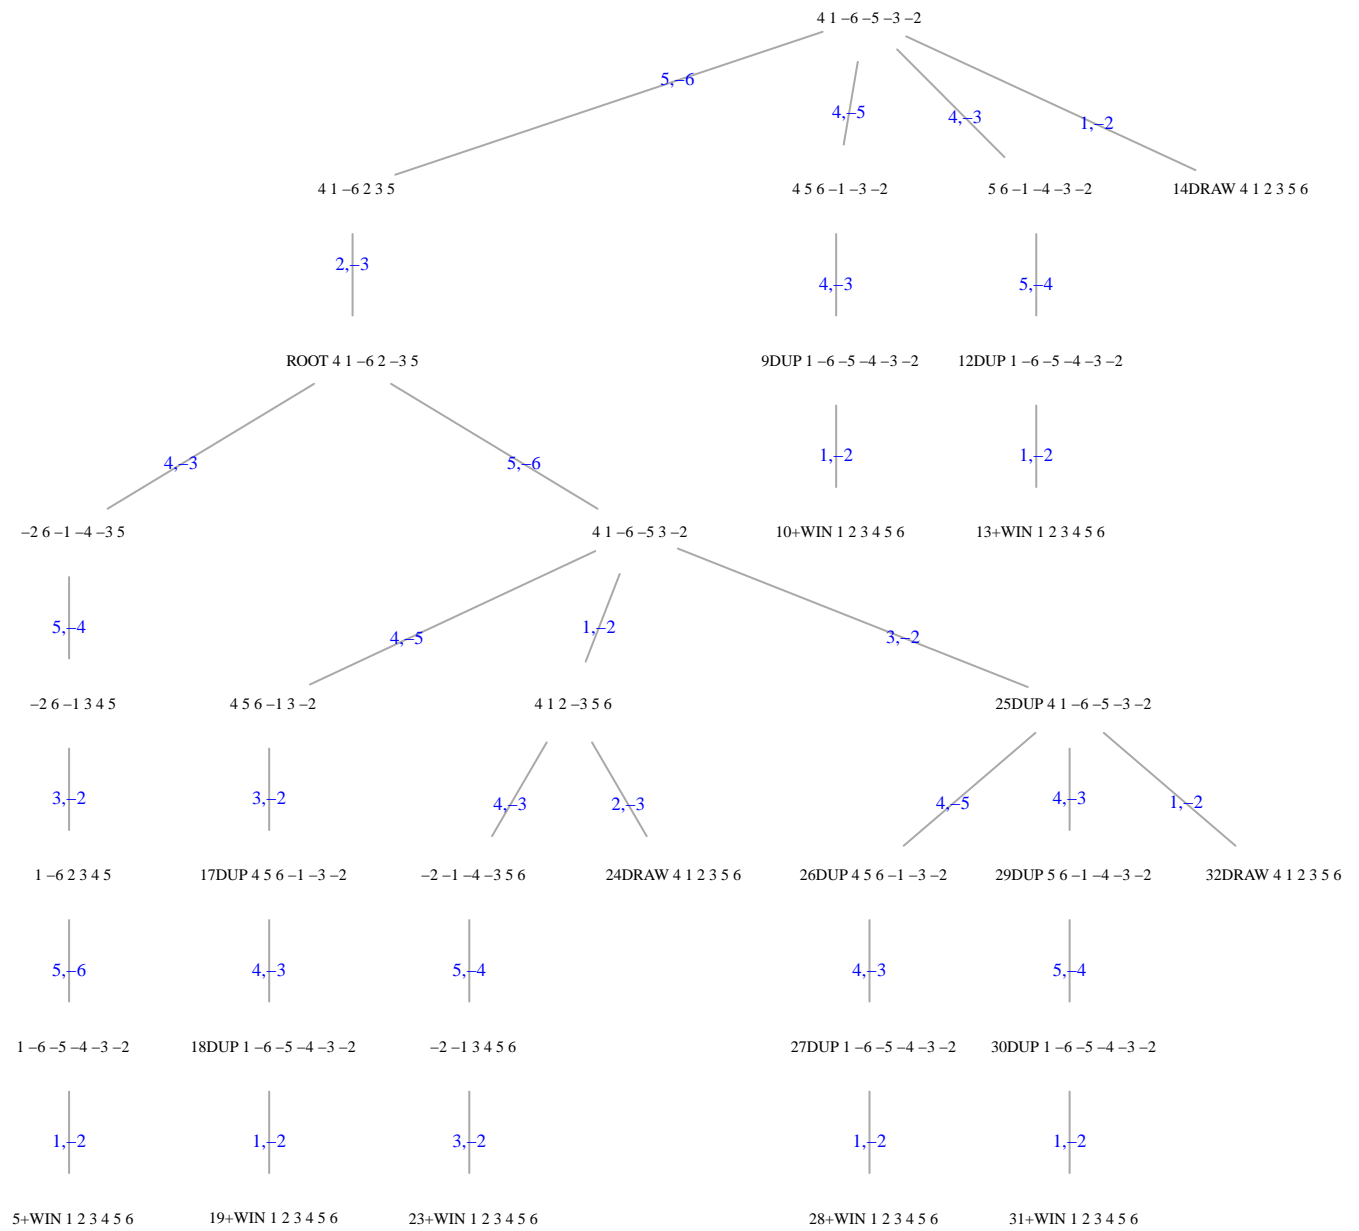 4 1 −6 −5 −3 −2
5,−6
4,−5
4,−3
1,−2
4 1 −6 2 3 5
4 5 6 −1 −3 −2
5 6 −1 −4 −3 −2
14DRAW 4 1 2 3 5 6
2,−3
4,−3
5,−4
ROOT 4 1 −6 2 −3 5
9DUP 1 −6 −5 −4 −3 −2
12DUP 1 −6 −5 −4 −3 −2
4,−3
5,−6
1,−2
1,−2
−2 6 −1 −4 −3 5
4 1 −6 −5 3 −2
10+WIN 1 2 3 4 5 6
13+WIN 1 2 3 4 5 6
5,−4
4,−5
1,−2
3,−2
−2 6 −1 3 4 5
4 5 6 −1 3 −2
4 1 2 −3 5 6
25DUP 4 1 −6 −5 −3 −2
3,−2
3,−2
4,−3
2,−3
4,−5
4,−3
1,−2
1 −6 2 3 4 5
17DUP 4 5 6 −1 −3 −2
−2 −1 −4 −3 5 6
24DRAW 4 1 2 3 5 6
26DUP 4 5 6 −1 −3 −2
29DUP 5 6 −1 −4 −3 −2
32DRAW 4 1 2 3 5 6
5,−6
4,−3
5,−4
4,−3
5,−4
1 −6 −5 −4 −3 −2
18DUP 1 −6 −5 −4 −3 −2
−2 −1 3 4 5 6
27DUP 1 −6 −5 −4 −3 −2
30DUP 1 −6 −5 −4 −3 −2
1,−2
1,−2
3,−2
1,−2
1,−2
5+WIN 1 2 3 4 5 6
19+WIN 1 2 3 4 5 6
23+WIN 1 2 3 4 5 6
28+WIN 1 2 3 4 5 6
31+WIN 1 2 3 4 5 6